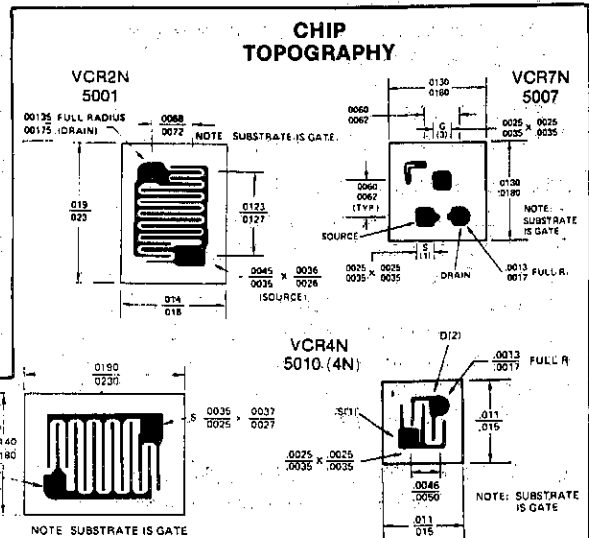 CHIP
TOPOGRAPHY
VCR2N
5001
00135 FULL RADIUS
00175 (DRAIN)
0068
0072
NOTE SUBSTRATE IS GATE
019
023
0123
0127
.0045 x 0036
0035 0026
(SOURCE)
014
018
VCR7N
5007
0130
0180
0060
0062
G
(3)
0025 x 0025
0035 0035
0060
0062
(TYP.)
0130
0180
NOTE:
SUBSTRATE
IS GATE
SOURCE
0025 x 0025
0035 0035
S
(1)
DRAIN
.0013
0017 FULL R.
0190
0230
S 0035 x 0037
0025 0027
NOTE SUBSTRATE IS GATE
VCR4N
5010 (4N)
D(2)
.0013
.0017 FULL R
S(1)
.0025 x .0025
.0035 .0035
.011
.015
.0046
.0050
NOTE: SUBSTRATE
IS GATE
.011
015